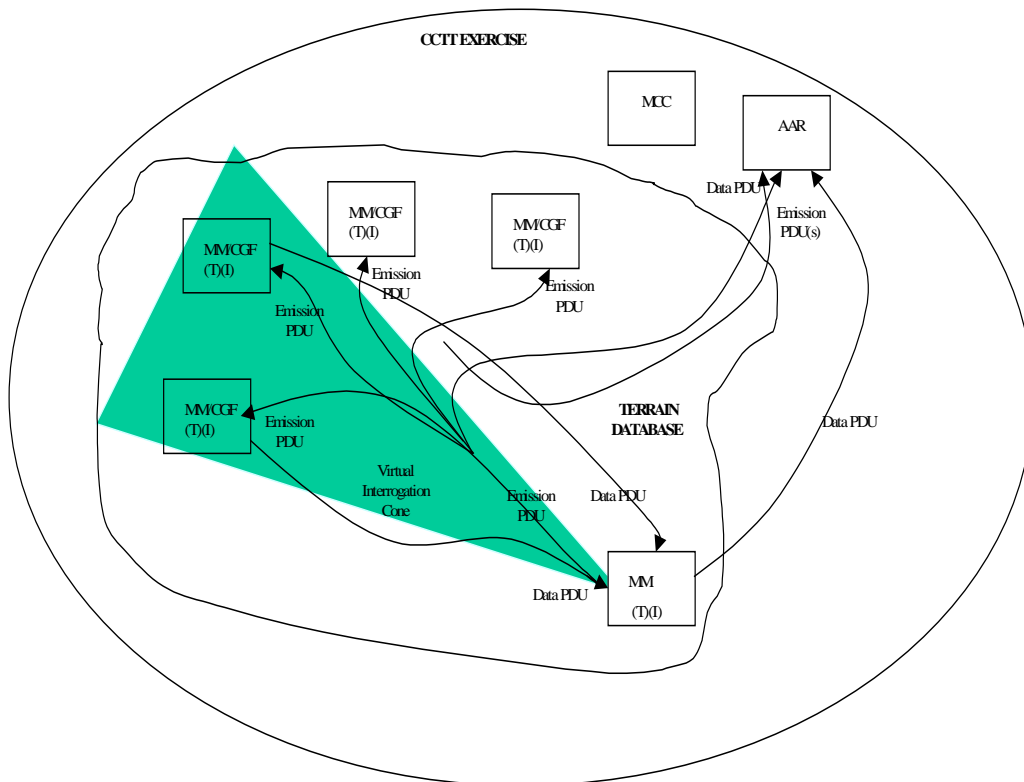 CCTT EXERCISE
MCC
AAR
Data PDU
Emission
PDU(s)
MM/CGF
(T)(I)
MM/CGF
(T)(I)
MM/CGF
(T)(I)
Emission
PDU
Emission
PDU
Emission
PDU
MM/CGF
(T)(I)
Emission
PDU
TERRAIN
DATABASE
Data PDU
Virtual
Interrogation
Cone
Emission
PDU
Data PDU
Data PDU
MM
(T)(I)